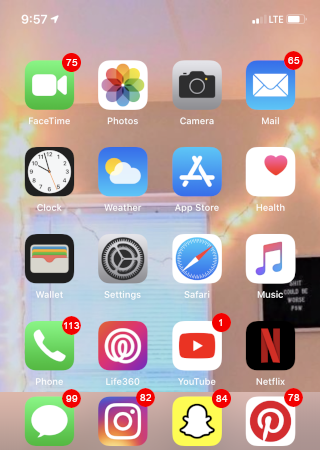 9:57 LTE
75 65
FaceTime Photos Camera Mail
Clock Weather App Store Health
Wallet Settings Safari Music
113 1
Phone Life360 YouTube Netflix
99 82 84 78